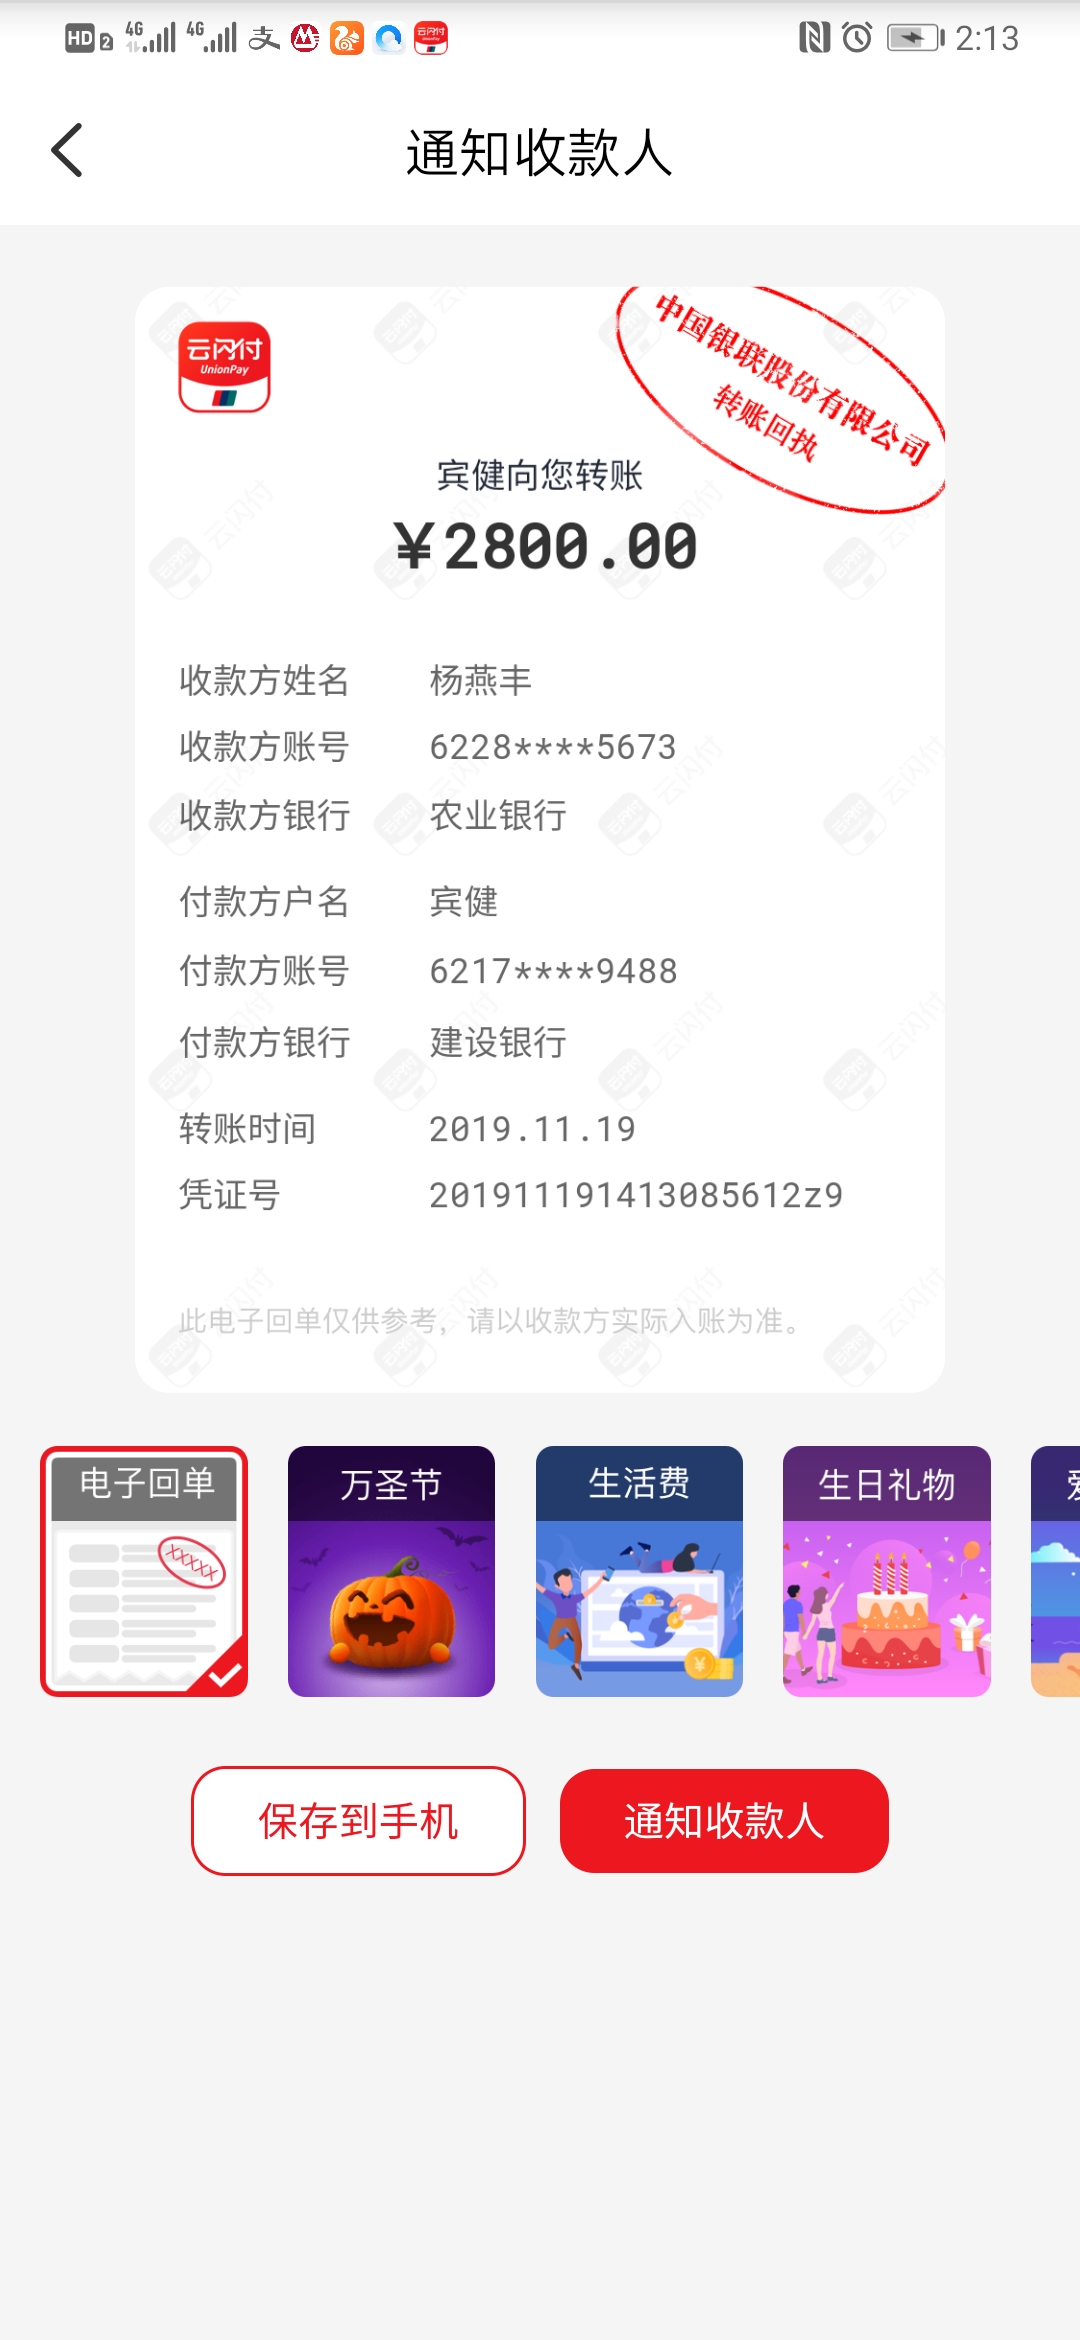 HD 2 4G 4G 支 云闪付 2:13
通知收款人
云闪付
UnionPay
中国银联股份有限公司
转账回执
宾健向您转账
￥2800.00
收款方姓名 杨燕丰
收款方账号 6228****5673
收款方银行 农业银行
付款方户名 宾健
付款方账号 6217****9488
付款方银行 建设银行
转账时间 2019.11.19
凭证号 201911191413085612z9
此电子回单仅供参考，请以收款方实际入账为准。
电子回单 万圣节 生活费 生日礼物
XXXXX
保存到手机 通知收款人